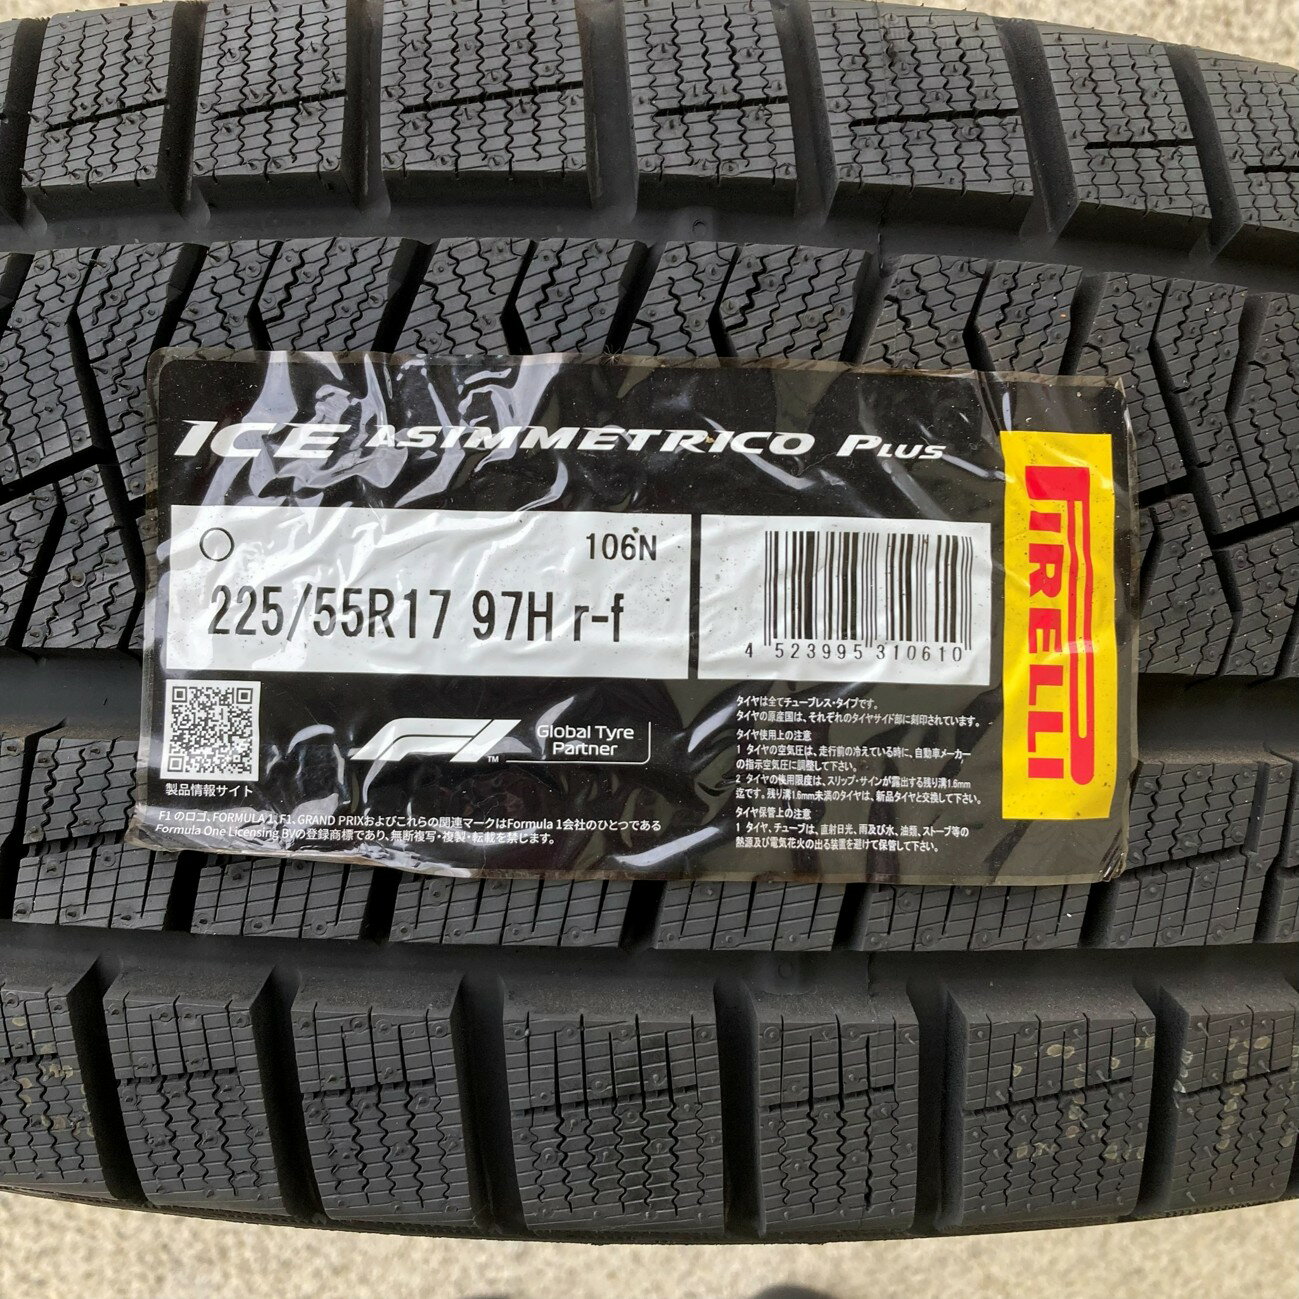 ICE ASIMMETRICO PLUS
PIRELLI
106N
225/55R17 97H r-f
4 523995 310610
製品情報サイト
F1
TM
Global Tyre
Partner
F1 のロゴ、FORMULA 1、F1、GRAND PRIXおよびこれらの関連マークはFormula 1会社のひとつである
Formula One Licensing BVの登録商標であり、無断複写・複製・転載を禁じます。
タイヤは全てチューブレス・タイプです。
タイヤの原産国は、それぞれのタイヤサイド部に刻印されています。
タイヤ使用上の注意
1 タイヤの空気圧は、走行前の冷えている時に、自動車メーカー
の指示空気圧に調整して下さい。
2 タイヤの使用限度は、スリップ・サインが露出する残り溝1.6mm
迄です。残り溝1.6mm未満のタイヤは、新品タイヤと交換して下さい。
タイヤ保管上の注意
1 タイヤ、チューブは、直射日光、雨及び水、油類、ストーブ等の
熱源及び電気花火の出る装置を避けて保管して下さい。